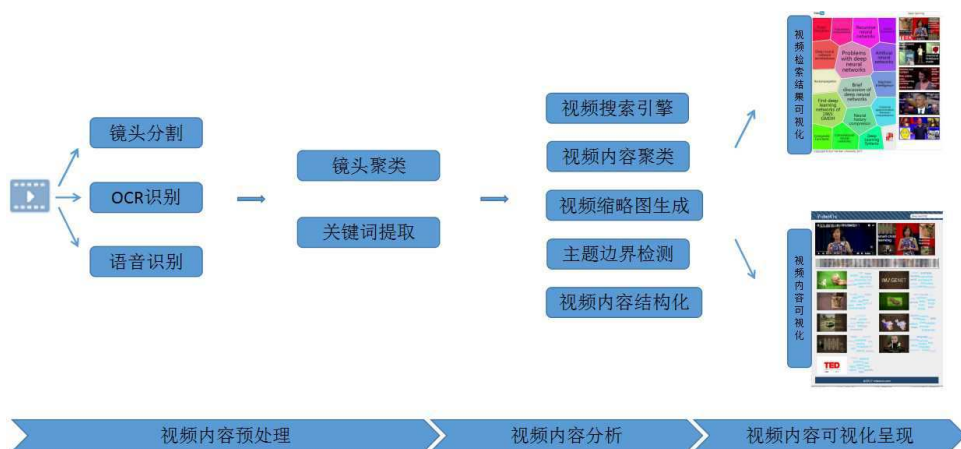 镜头分割
OCR识别
语音识别
镜头聚类
关键词提取
视频搜索引擎
视频内容聚类
视频缩略图生成
主题边界检测
视频内容结构化
视频检索结果可视化
Problems
with deep
neural
networks
Brief
discussion of
deep neural
networks
视频内容可视化
TED
视频内容预处理
视频内容分析
视频内容可视化呈现